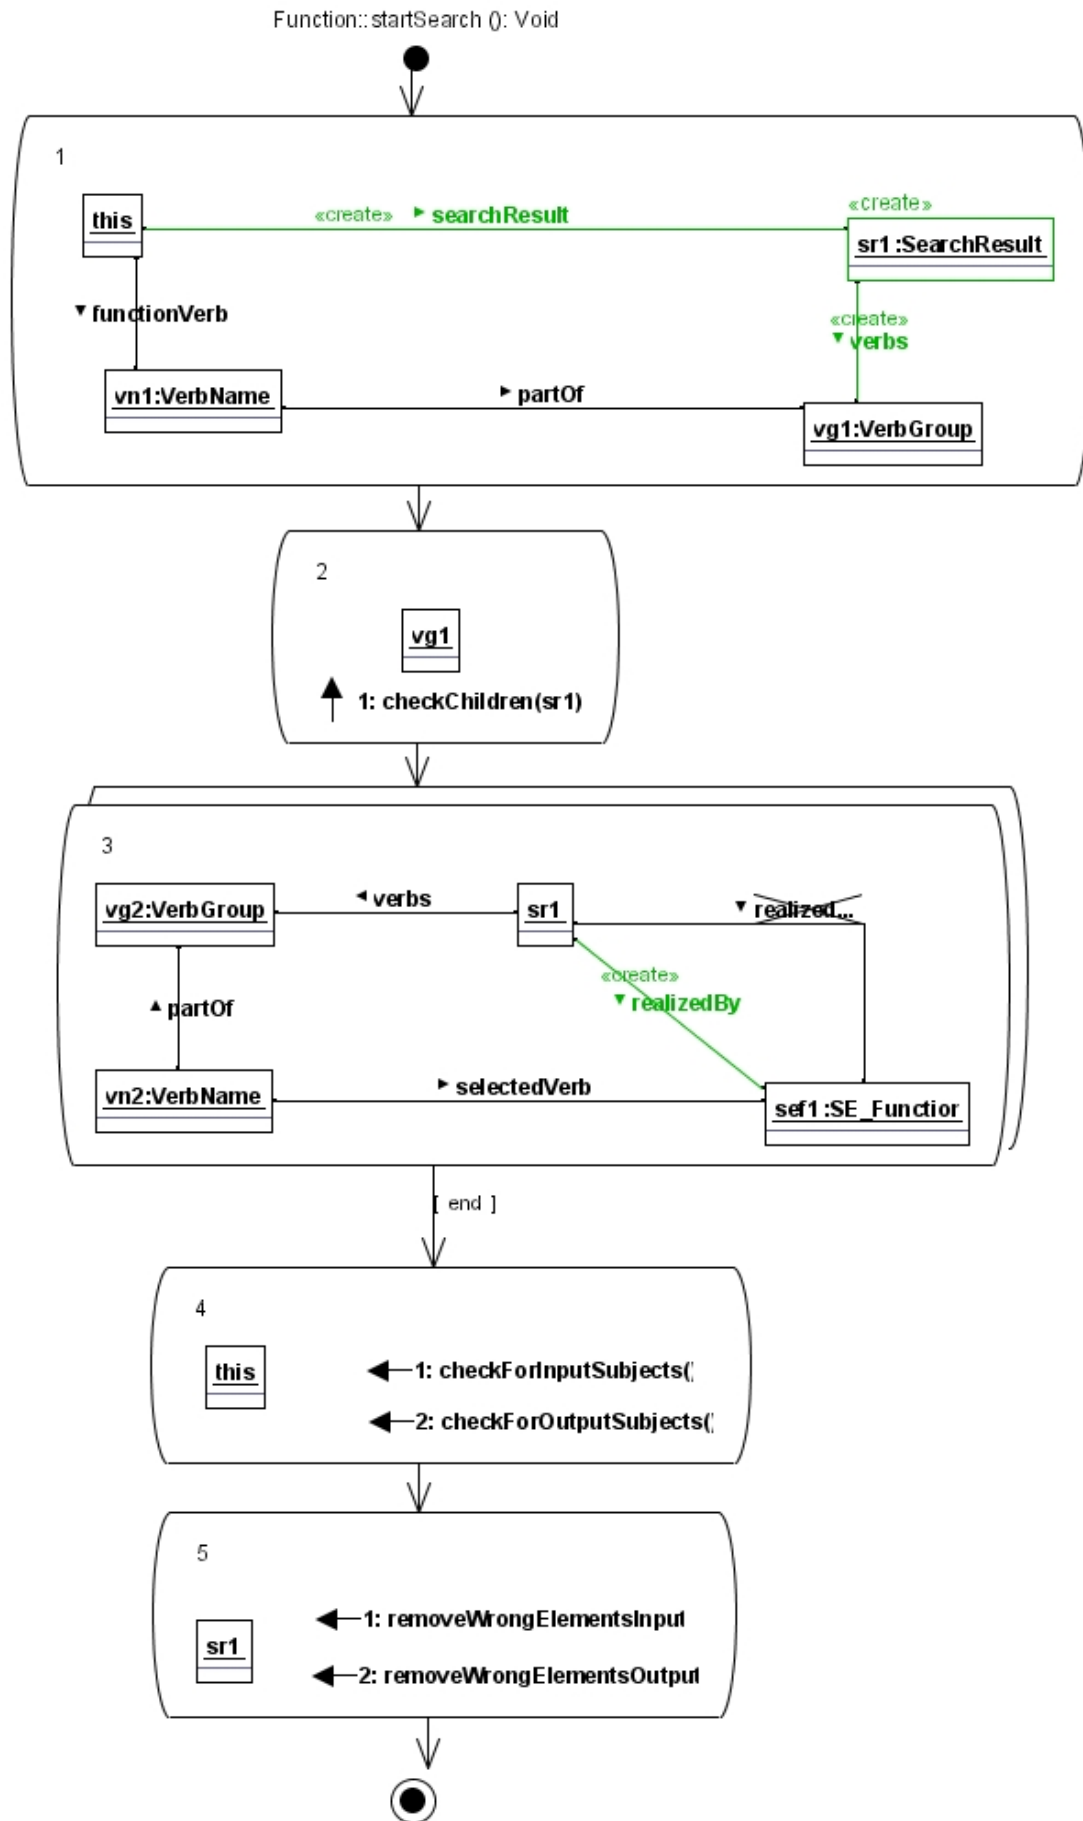 Function::startSearch (): Void
1
this
«create» ► searchResult
«create»
sr1 :SearchResult
▼ functionVerb
«create»
▼ verbs
vn1:VerbName
► partOf
vg1:VerbGroup
2
vg1
1: checkChildren(sr1)
3
vg2:VerbGroup
◄ verbs
sr1
▼ realized...
«create»
▼ realizedBy
▲ partOf
vn2:VerbName
► selectedVerb
sef1 :SE_Functior
[ end ]
4
this
1: checkForInputSubjects(
2: checkForOutputSubjects()
5
sr1
1: removeWrongElementsInput
2: removeWrongElementsOutput